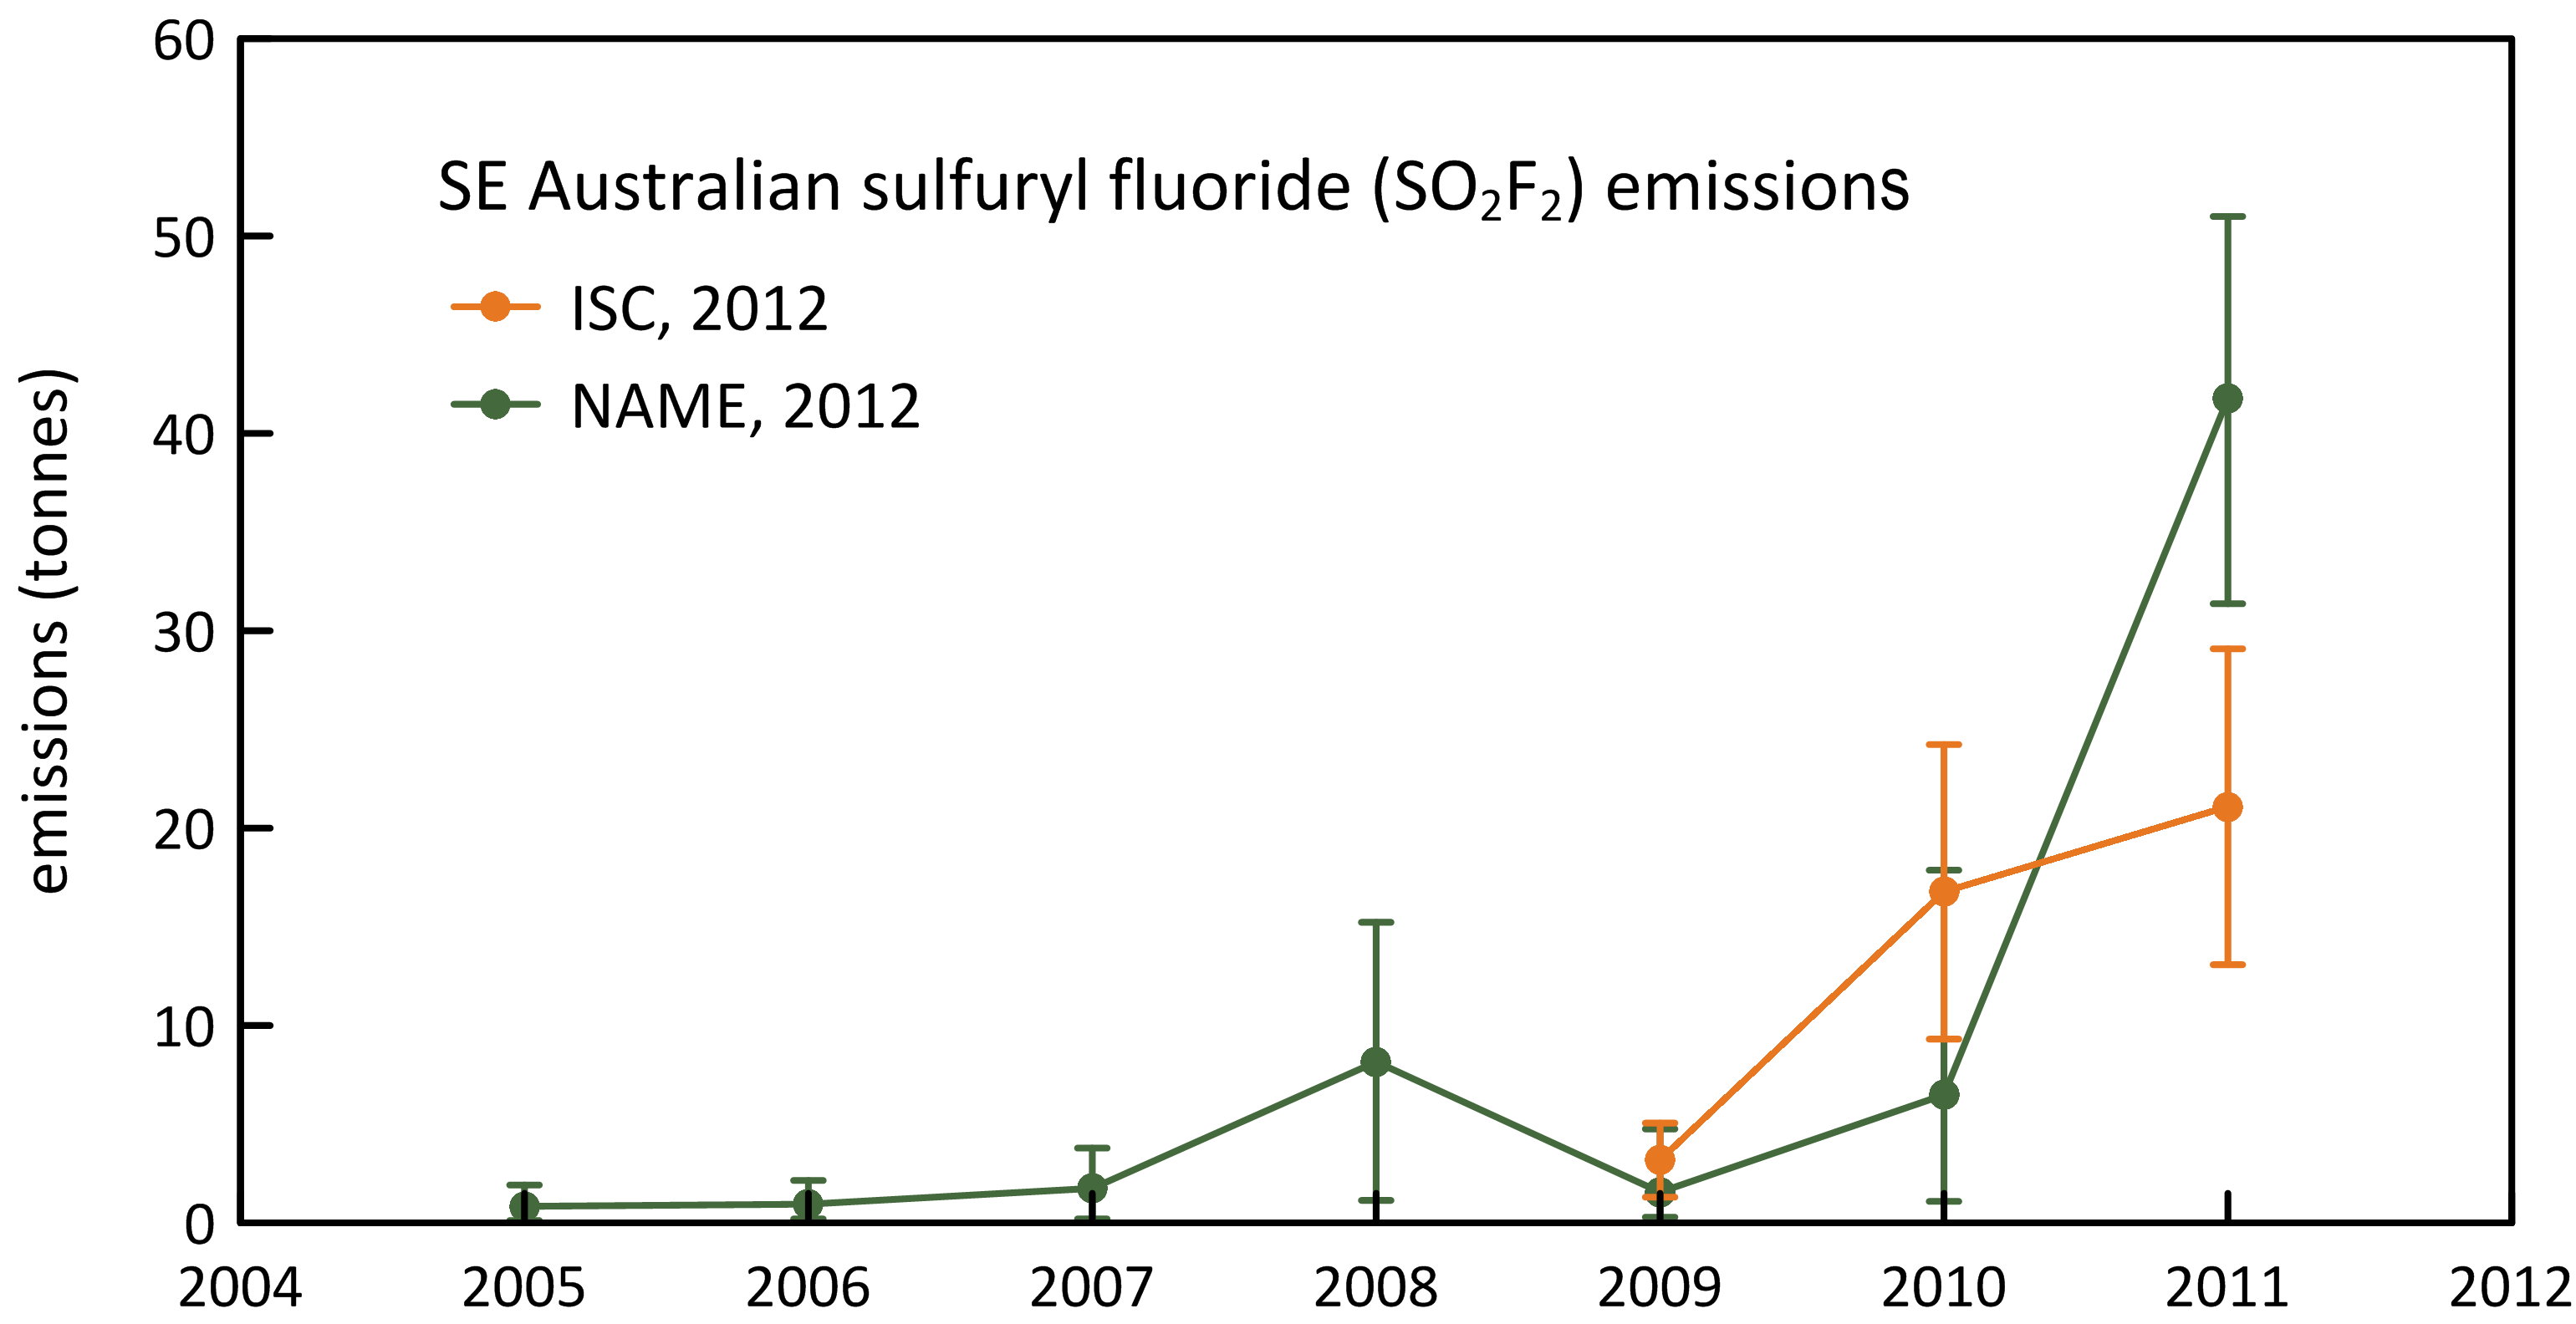 60
SE Australian sulfuryl fluoride (SO₂F₂) emissions
50
ISC, 2012
NAME, 2012
40
emissions (tonnes)
30
20
10
0
2004 2005 2006 2007 2008 2009 2010 2011 2012